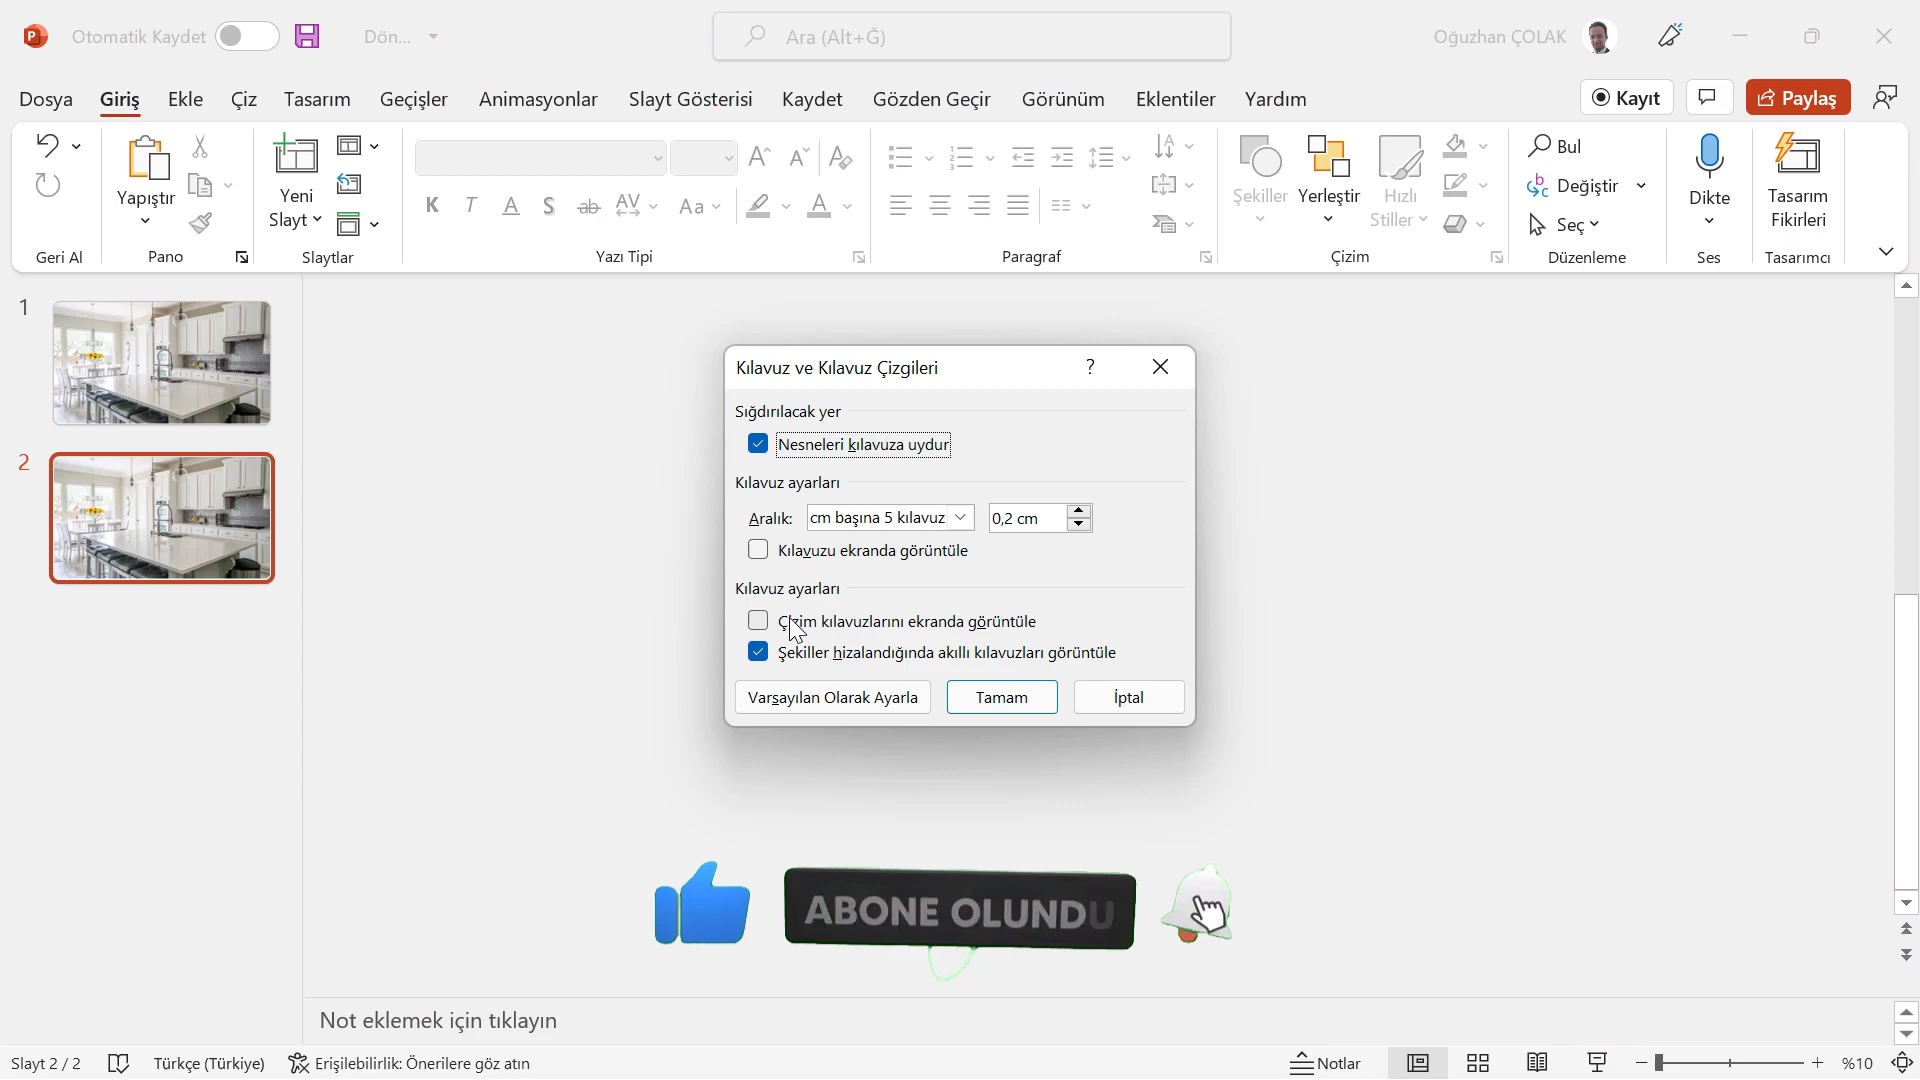 Otomatik Kaydet
Dön...
Ara (Alt+Ğ)
Oğuzhan ÇOLAK
Dosya Giriş Ekle Çiz Tasarım Geçişler Animasyonlar Slayt Gösterisi Kaydet Gözden Geçir Görünüm Eklentiler Yardım
Kayıt
Paylaş
Yapıştır
Yeni
Slayt
K T A S ab AV Aa A
Şekiller
Yerleştir
Hızlı
Stiller
Bul
Değiştir
Seç
Dikte
Tasarım
Fikirleri
Geri Al
Pano
Slaytlar
Yazı Tipi
Paragraf
Çizim
Düzenleme
Ses
Tasarımcı
1
2
Kılavuz ve Kılavuz Çizgileri
?
Sığdırılacak yer
Nesneleri kılavuza uydur
Kılavuz ayarları
Aralık: cm başına 5 kılavuz 0,2 cm
Kılavuzu ekranda görüntüle
Kılavuz ayarları
Çizim kılavuzlarını ekranda görüntüle
Şekiller hizalandığında akıllı kılavuzları görüntüle
Varsayılan Olarak Ayarla
Tamam
İptal
ABONE OLUNDU
Not eklemek için tıklayın
Slayt 2 / 2
Türkçe (Türkiye)
Erişilebilirlik: Önerilere göz atın
Notlar
%10